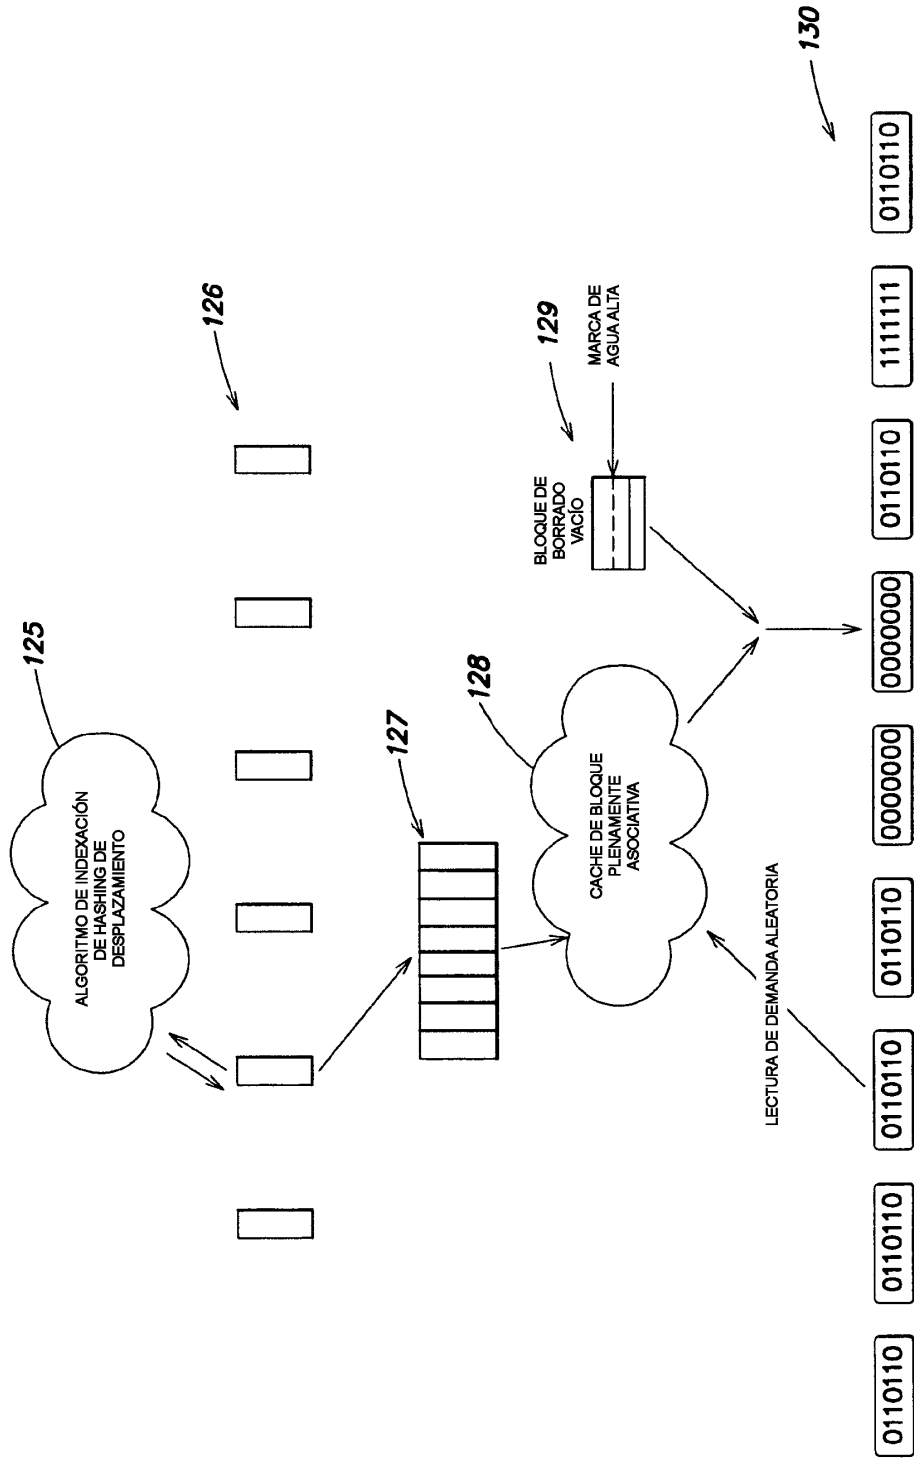 125
ALGORITMO DE INDEXACIÓN
DE HASHING DE
DESPLAZAMIENTO
126
127
128
CACHE DE BLOQUE
PLENAMENTE
ASOCIATIVA
BLOQUE DE
BORRADO
VACÍO
129
MARCA DE
AGUA ALTA
LECTURA DE DEMANDA ALEATORIA
130
0110110
0110110
0110110
0110110
0000000
0000000
0110110
1111111
0110110